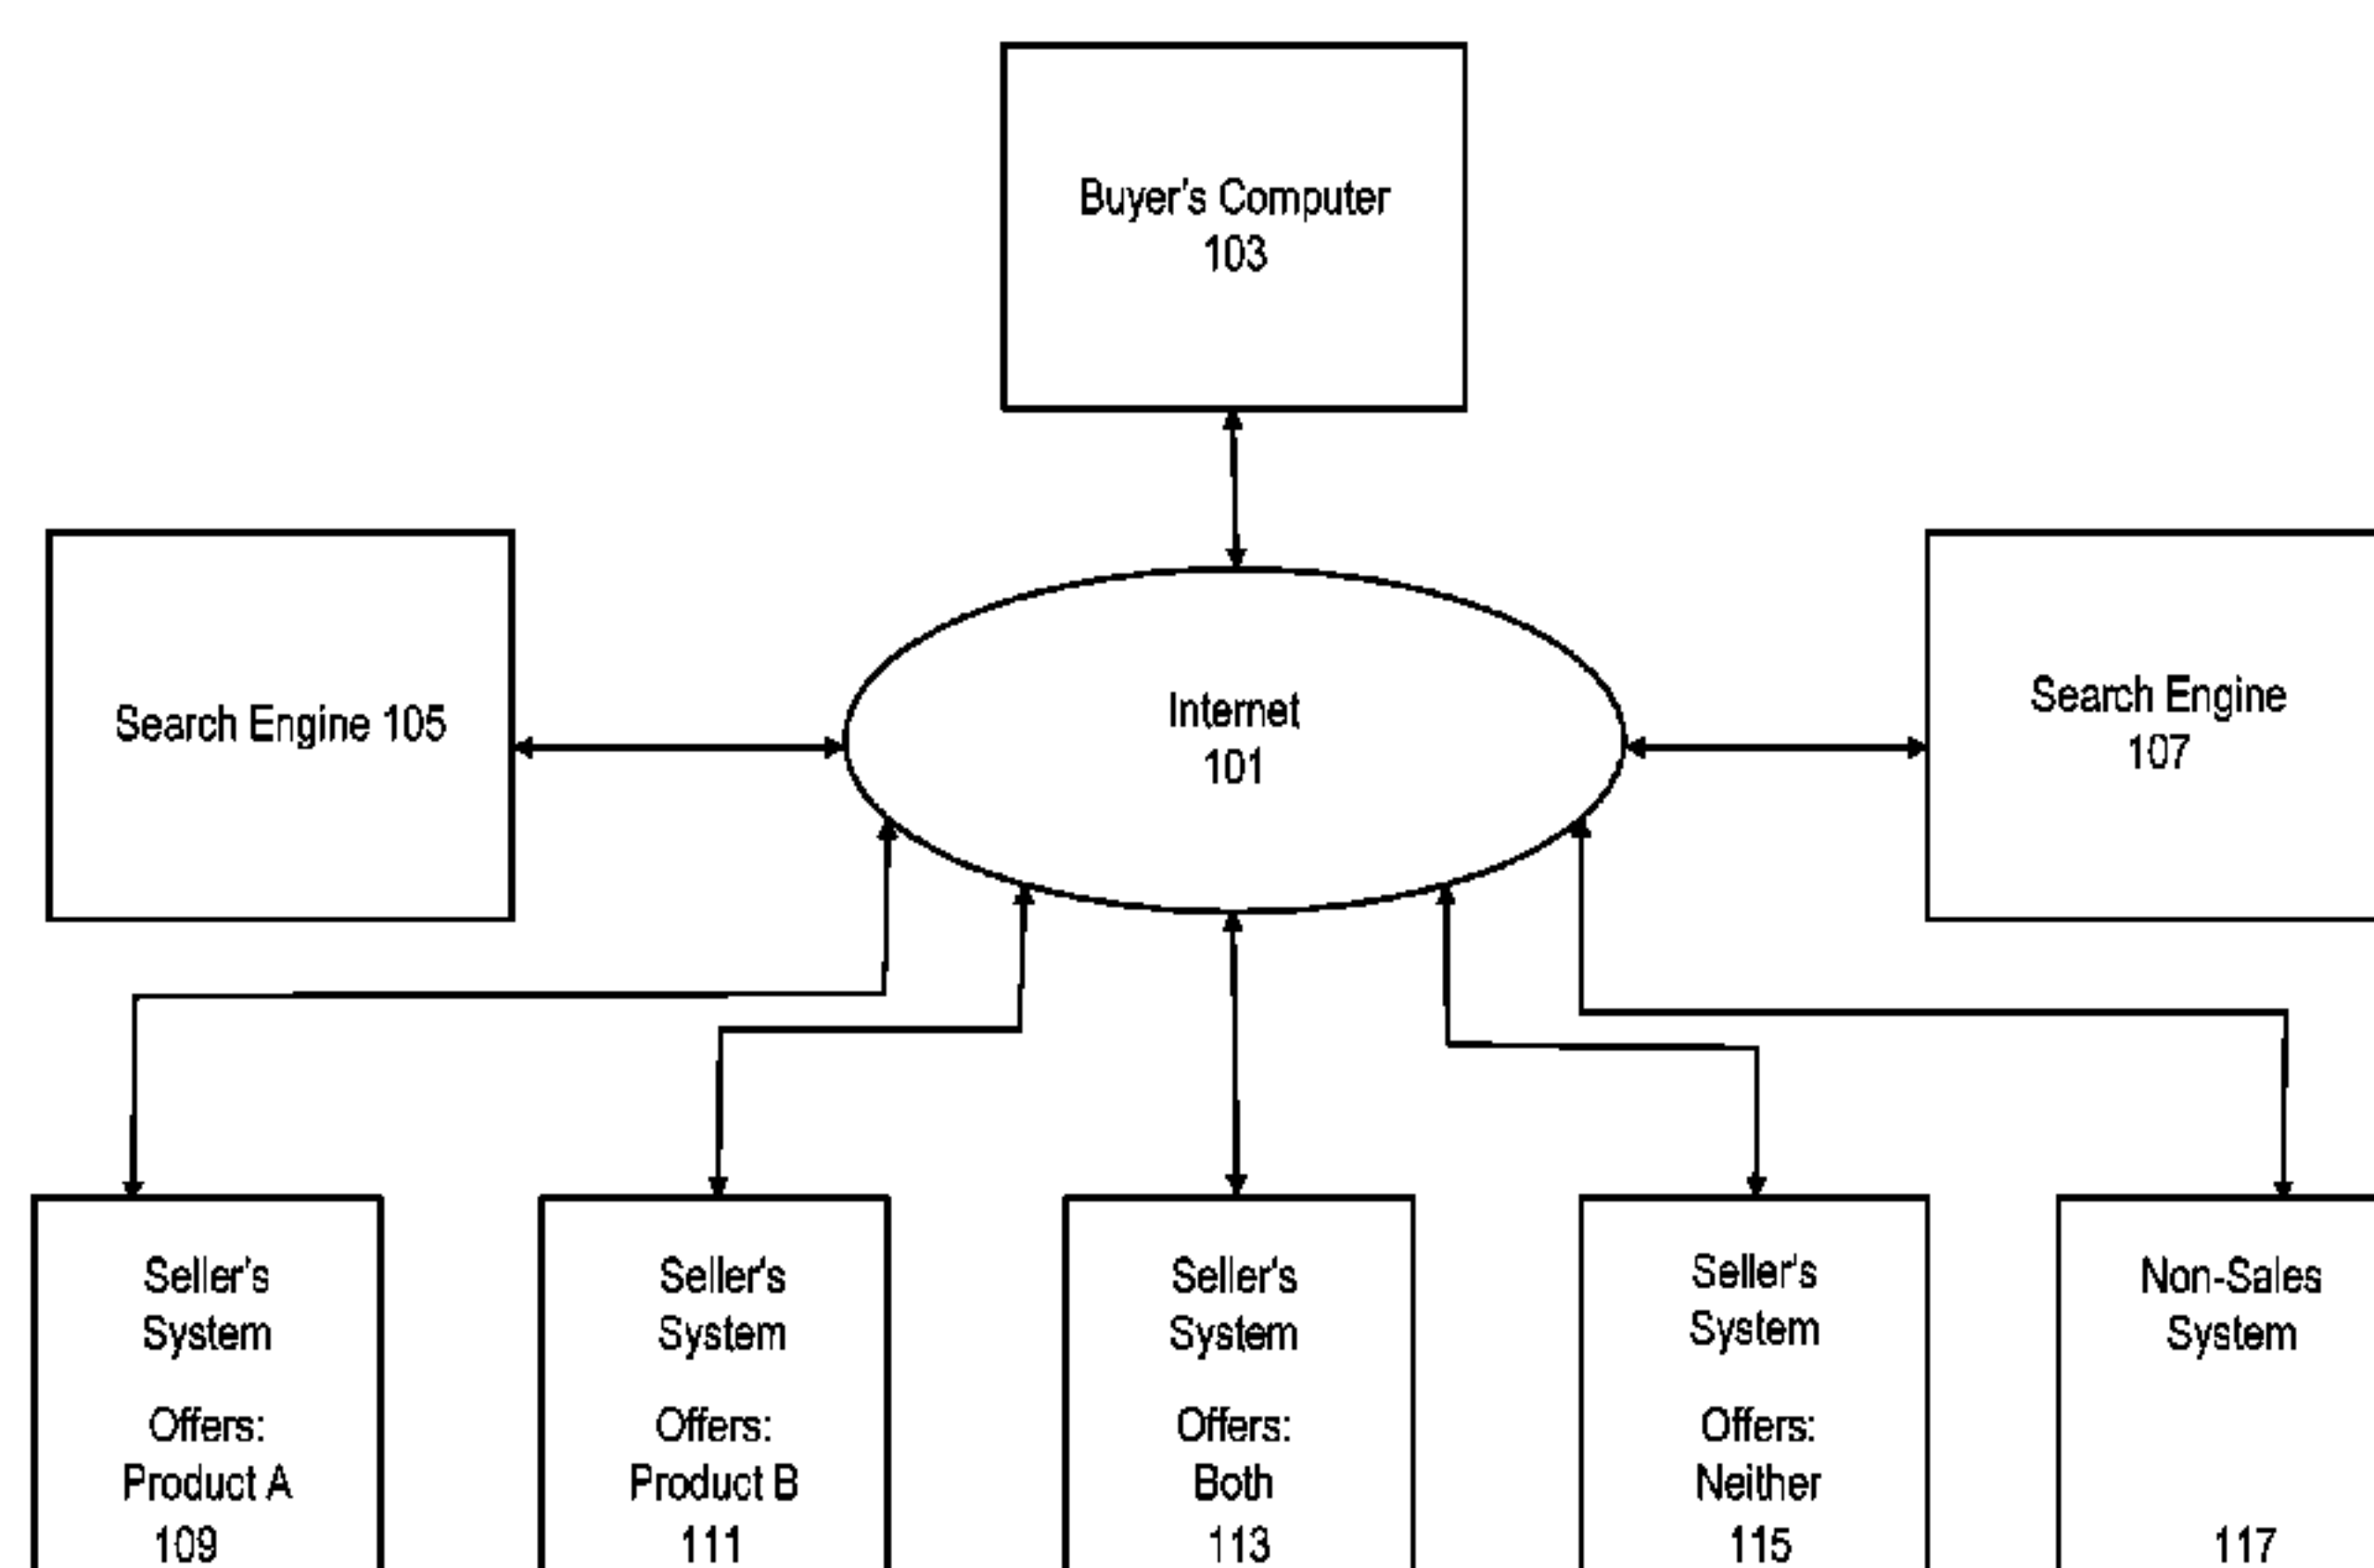 Buyer's Computer
103
Search Engine 105
Internet
101
Search Engine
107
Seller's
System
Offers:
Product A
109
Seller's
System
Offers:
Product B
111
Seller's
System
Offers:
Both
113
Seller's
System
Offers:
Neither
115
Non-Sales
System
117